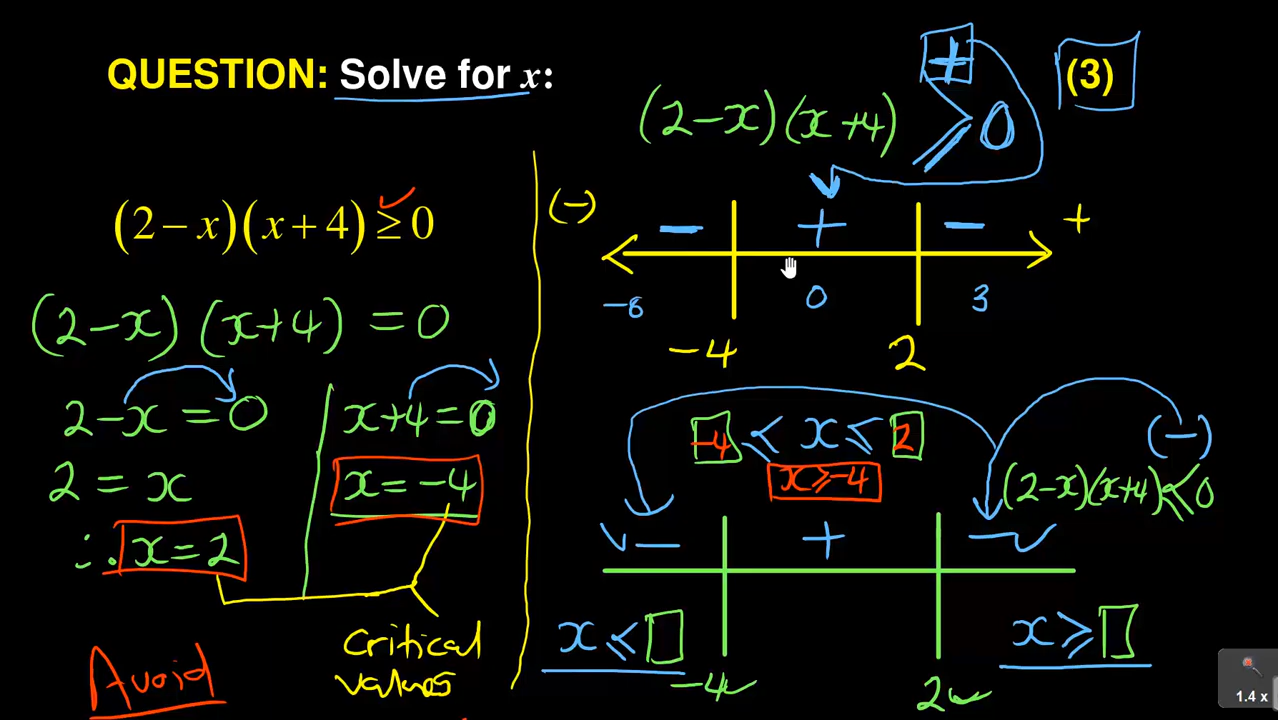 QUESTION: Solve for x:
(2 − x)(x + 4) ≥ 0
(2−x) (x+4) = 0
2−x = 0
2 = x
∴ x = 2
x+4 = 0
x = −4
Critical values
Avoid
+
(3)
(2−x)(x+4) ≥ 0
(−) − + − +
−6 0 3
−4 2
−4 ≤ x ≤ 2
x ≥ −4
(−)
(2−x)(x+4) ≤ 0
− + −
x ≤ x ≥
−4 2
1.4 x